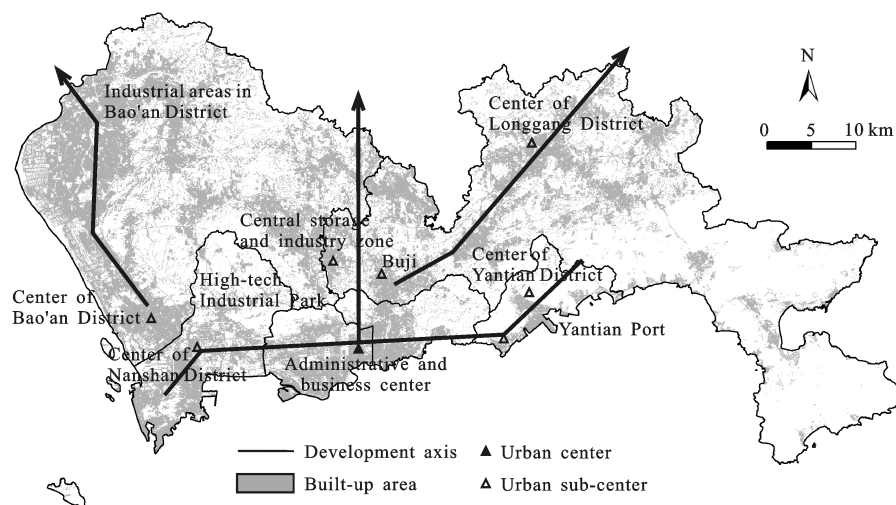 N
0 5 10 km
Industrial areas in
Bao'an District
Center of
Longgang District
Central storage
and industry zone
Buji
Center of
Yantian District
High-tech
Industrial Park
Center of
Bao'an District
Yantian Port
Center of
Nanshan District
Administrative and
business center
Development axis
Urban center
Built-up area
Urban sub-center